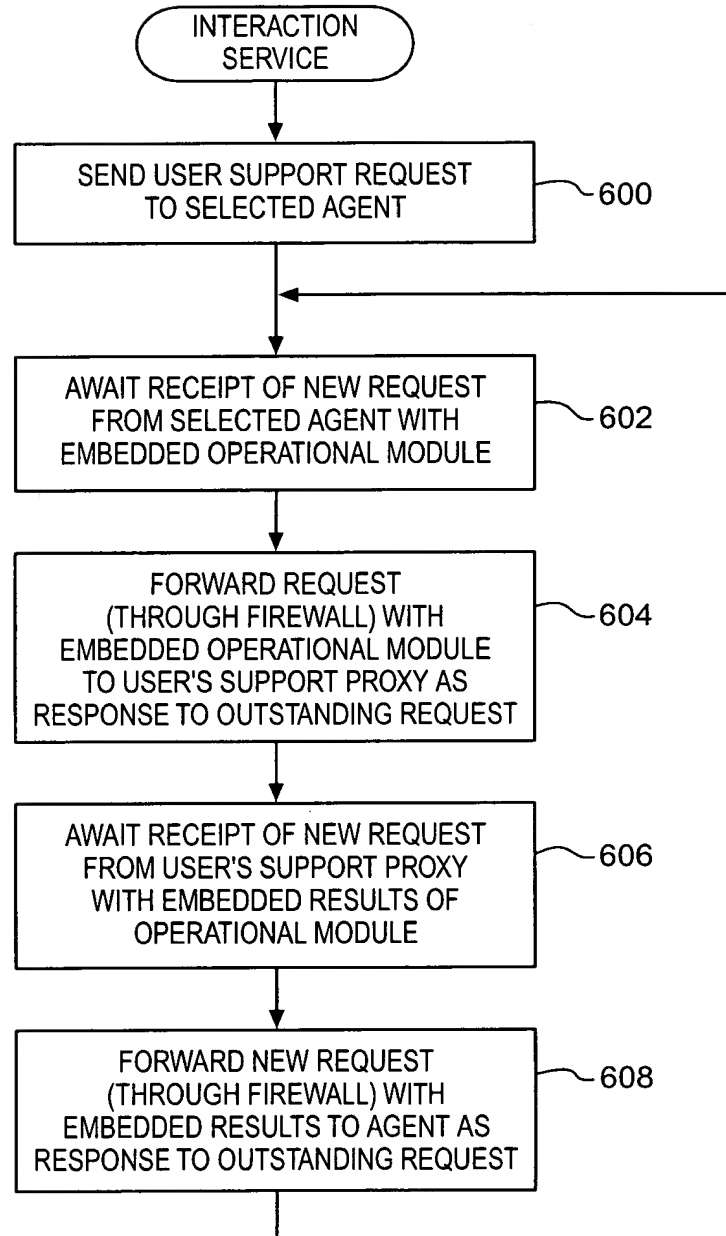 INTERACTION
SERVICE
SEND USER SUPPORT REQUEST
TO SELECTED AGENT
600
AWAIT RECEIPT OF NEW REQUEST
FROM SELECTED AGENT WITH
EMBEDDED OPERATIONAL MODULE
602
FORWARD REQUEST
(THROUGH FIREWALL) WITH
EMBEDDED OPERATIONAL MODULE
TO USER'S SUPPORT PROXY AS
RESPONSE TO OUTSTANDING REQUEST
604
AWAIT RECEIPT OF NEW REQUEST
FROM USER'S SUPPORT PROXY
WITH EMBEDDED RESULTS OF
OPERATIONAL MODULE
606
FORWARD NEW REQUEST
(THROUGH FIREWALL) WITH
EMBEDDED RESULTS TO AGENT AS
RESPONSE TO OUTSTANDING REQUEST
608